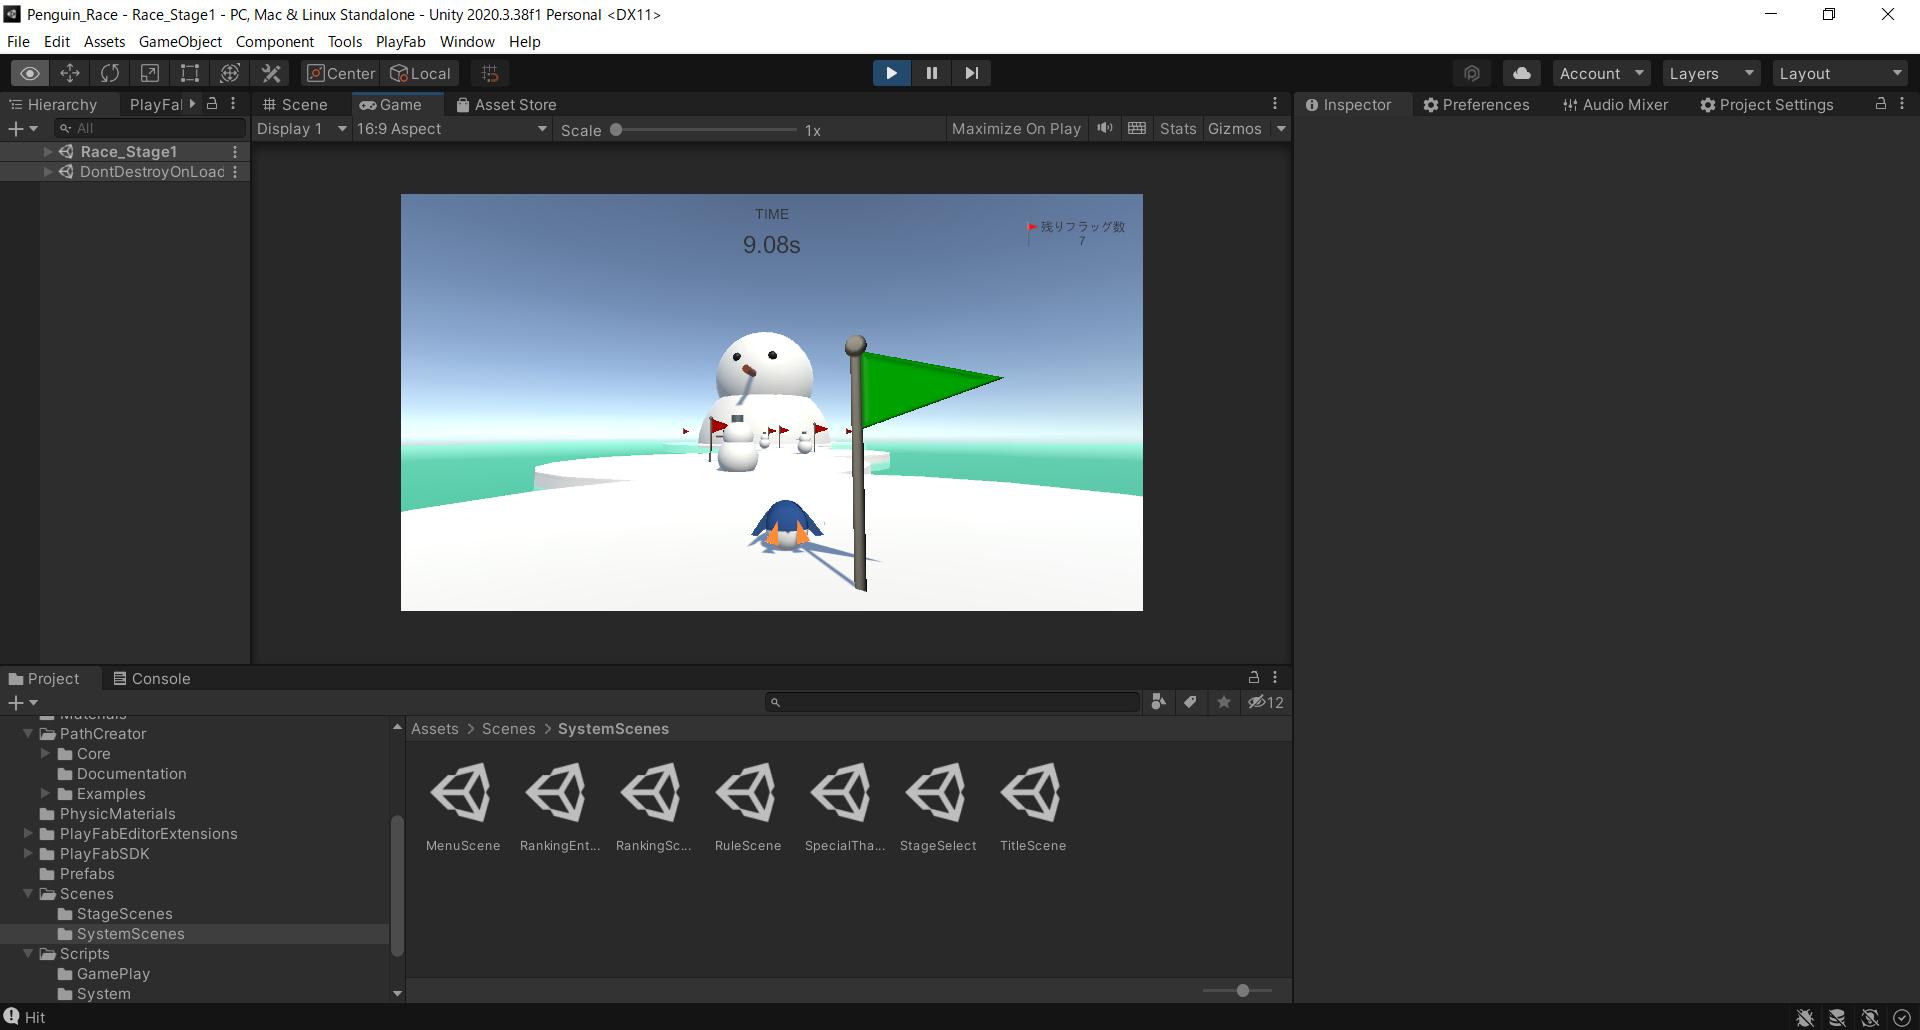 Penguin_Race - Race_Stage1 - PC, Mac & Linux Standalone - Unity 2020.3.38f1 Personal <DX11>
File Edit Assets GameObject Component Tools PlayFab Window Help
Center Local Account Layers Layout
Hierarchy PlayFal Scene Game Asset Store Inspector Preferences Audio Mixer Project Settings
All Display 1 16:9 Aspect Scale 1x Maximize On Play Stats Gizmos
Race_Stage1
DontDestroyOnLoad
TIME
9.08s
残りフラッグ数
7
Project Console
12
Materials
PathCreator
Core
Documentation
Examples
PhysicMaterials
PlayFabEditorExtensions
PlayFabSDK
Prefabs
Scenes
StageScenes
SystemScenes
Scripts
GamePlay
System
Assets > Scenes > SystemScenes
MenuScene RankingEnt... RankingSc... RuleScene SpecialTha... StageSelect TitleScene
Hit